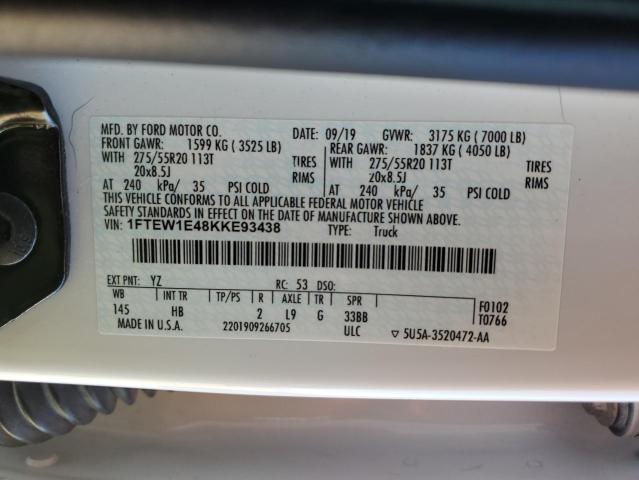 MFD. BY FORD MOTOR CO. DATE: 09/19 GVWR: 3175 KG ( 7000 LB)
FRONT GAWR: 1599 KG ( 3525 LB) REAR GAWR: 1837 KG ( 4050 LB)
WITH 275/55R20 113T TIRES WITH 275/55R20 113T TIRES
20x8.5J RIMS 20x8.5J RIMS
AT 240 kPa/ 35 PSI COLD AT 240 kPa/ 35 PSI COLD
THIS VEHICLE CONFORMS TO ALL APPLICABLE FEDERAL MOTOR VEHICLE
SAFETY STANDARDS IN EFFECT ON THE DATE OF MANUFACTURE SHOWN ABOVE.
VIN: 1FTEW1E48KKE93438 TYPE: Truck
EXT PNT: YZ RC: 53 DSO:
WB INT TR TP/PS R AXLE TR SPR F0102
145 HB 2 L9 G 33BB T0766
MADE IN U.S.A. 2201909266705 ULC ▽ 5U5A-3520472-AA